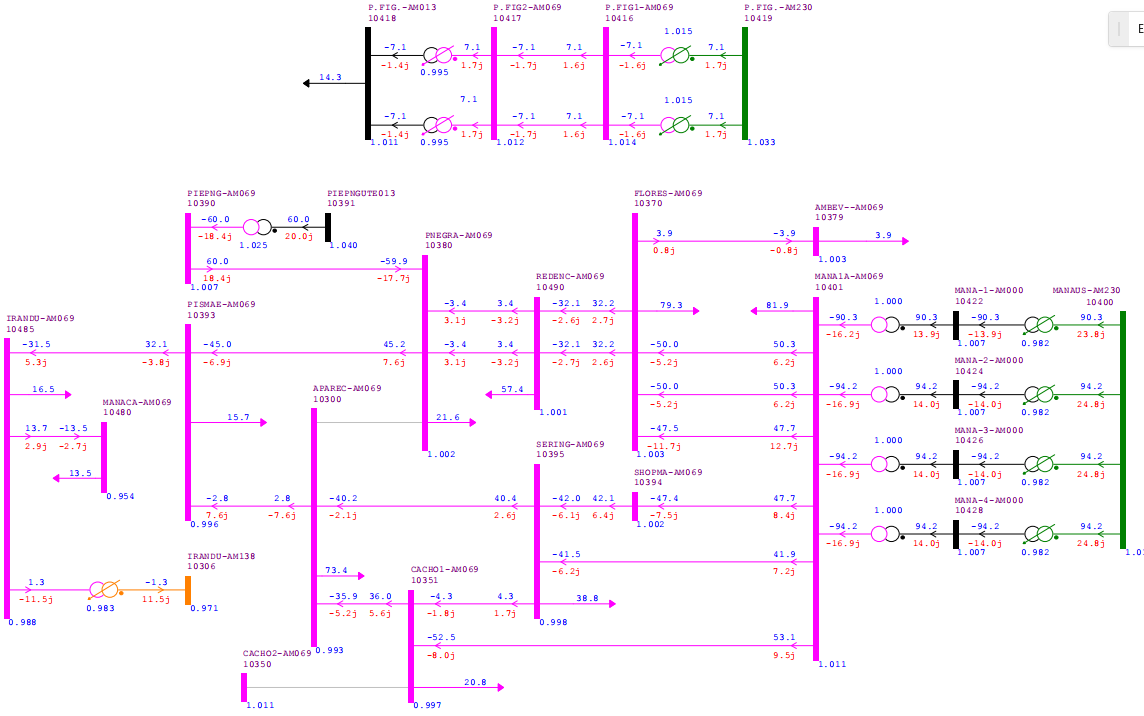 P.FIG.-AM013 P.FIG2-AM069 P.FIG1-AM069 P.FIG.-AM230
10418 10417 10416 10419
1.015
-7.1 7.1 -7.1 7.1 -7.1 7.1
-1.4j 1.7j -1.7j 1.6j -1.6j 1.7j
0.995
14.3
7.1 1.015
-7.1 -7.1 7.1 -7.1 7.1
-1.4j 1.7j -1.7j 1.6j -1.6j 1.7j
1.011 0.995 1.012 1.014 1.033
E
PIEPNG-AM069 PIEPNGUTE013 FLORES-AM069
10390 10391 10370
AMBEV--AM069
10379
-60.0 60.0
-18.4j 20.0j
1.025 1.040
PNEGRA-AM069
10380
3.9 -3.9 3.9
0.8j -0.8j
1.003
60.0 -59.9
18.4j -17.7j
1.007
REDENC-AM069
10490
MANA1A-AM069
10401
MANA-1-AM000 MANAUS-AM230
10422 10400
IRANDU-AM069
10485
PISMAE-AM069
10393
-3.4 3.4 -32.1 32.2 79.3 81.9
3.1j -3.2j -2.6j 2.7j
1.000
-90.3 90.3 -90.3 90.3
-16.2j 13.9j -13.9j 23.8j
1.007 0.982
-31.5 32.1 -45.0 45.2 -3.4 3.4 -32.1 32.2 -50.0 50.3
5.3j -3.8j -6.9j 7.6j 3.1j -3.2j -2.7j 2.6j -5.2j 6.2j
MANA-2-AM000
10424
1.000
16.5 57.4 -50.0 50.3
-5.2j 6.2j
-94.2 94.2 -94.2 94.2
-16.9j 14.0j -14.0j 24.8j
1.007 0.982
MANACA-AM069
10480
APAREC-AM069
10300
1.001
15.7 21.6
13.7 -13.5
2.9j -2.7j
-47.5 47.7
-11.7j 12.7j
1.002 1.003
MANA-3-AM000
10426
1.000
SERING-AM069
10395
-94.2 94.2 -94.2 94.2
-16.9j 14.0j -14.0j 24.8j
1.007 0.982
13.5
0.954
SHOPMA-AM069
10394
-2.8 2.8 -40.2 40.4 -42.0 42.1 -47.4 47.7
7.6j -7.6j -2.1j 2.6j -6.1j 6.4j -7.5j 8.4j
0.996 1.002
MANA-4-AM000
10428
1.000
-94.2 94.2 -94.2 94.2
-16.9j 14.0j -14.0j 24.8j
1.007 0.982
IRANDU-AM138
10306
-41.5 41.9
-6.2j 7.2j
73.4
CACHO1-AM069
10351
1.3 -1.3
-11.5j 11.5j
0.983 0.971
0.988
-35.9 36.0 -4.3 4.3 38.8
-5.2j 5.6j -1.8j 1.7j
0.998
-52.5 53.1
-8.0j 9.5j
CACHO2-AM069 0.993
10350
1.011
20.8
1.011 0.997